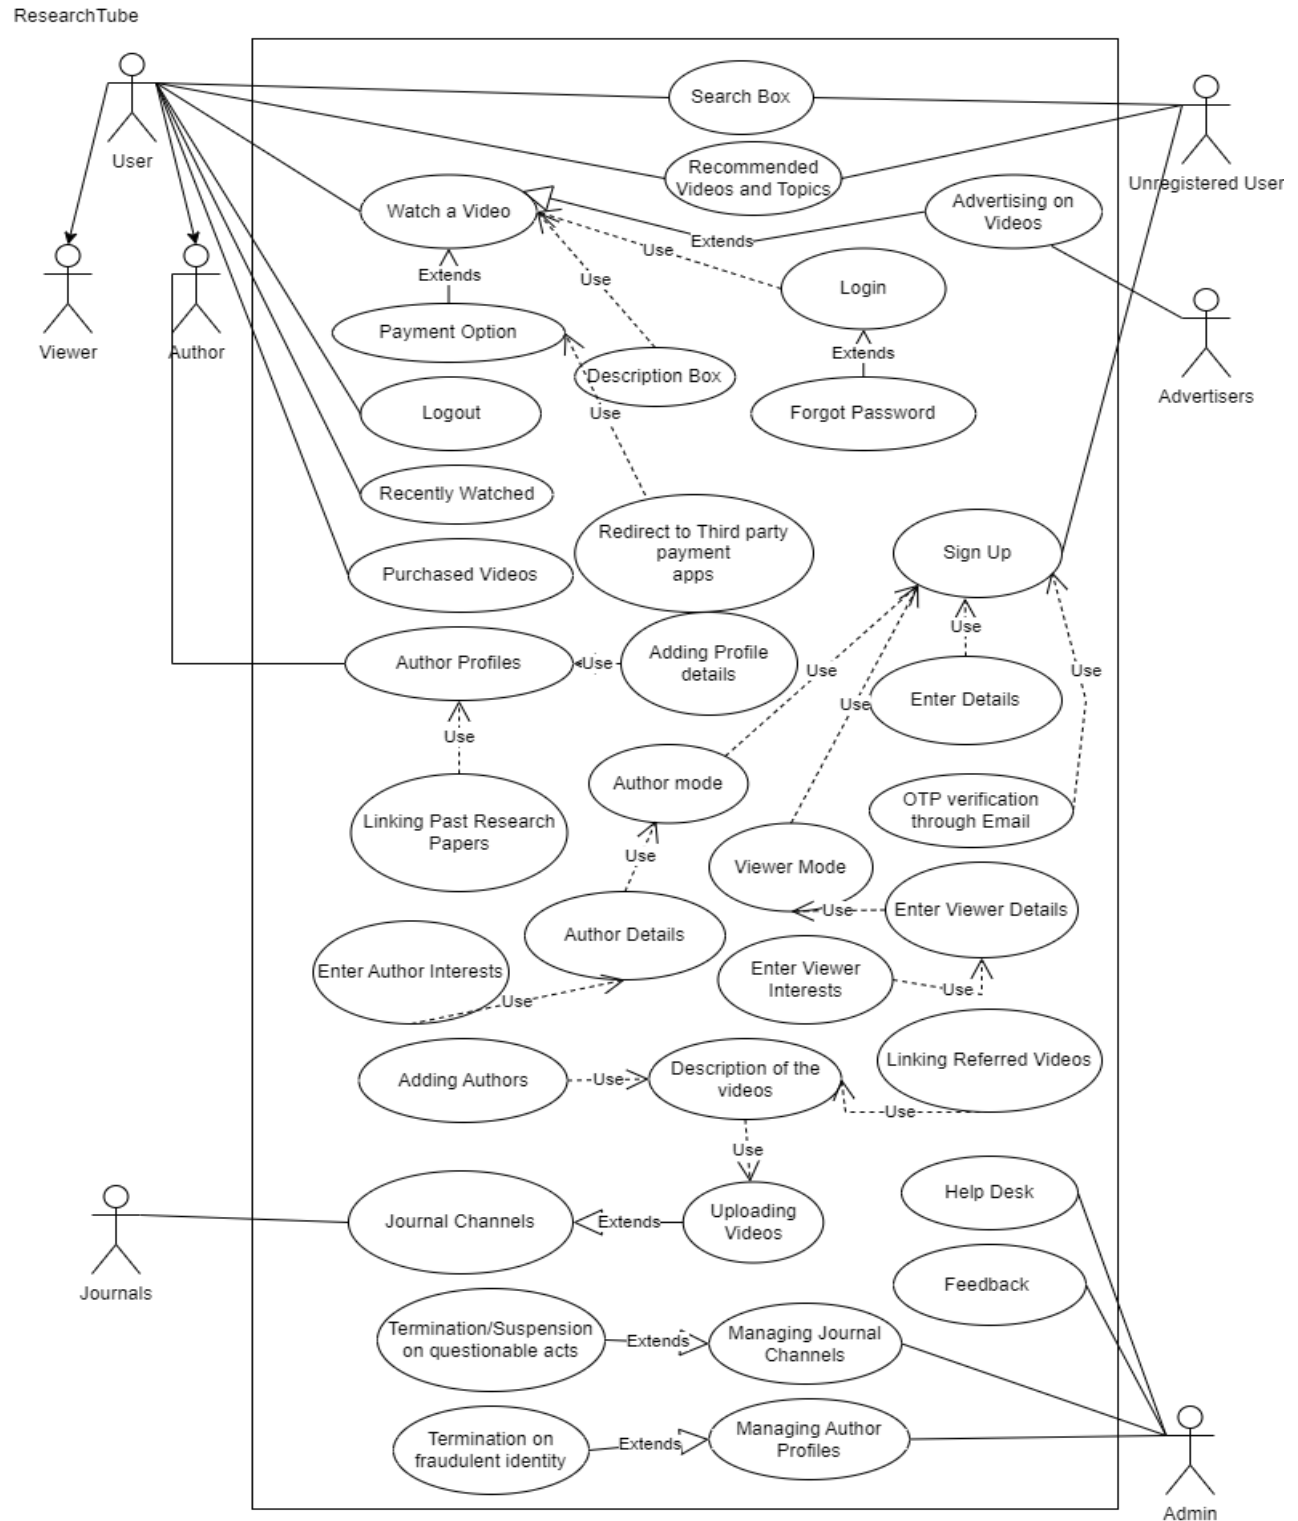 ResearchTube
User
Search Box
Unregistered User
Recommended
Videos and Topics
Watch a Video
Advertising on
Videos
Extends
Use
Extends
Use
Login
Payment Option
Viewer
Author
Extends
Description Box
Advertisers
Logout
Use
Forgot Password
Recently Watched
Redirect to Third party
payment
apps
Sign Up
Purchased Videos
Use
Author Profiles
Use
Adding Profile
details
Use
Use
Use
Enter Details
Use
Author mode
OTP verification
through Email
Linking Past Research
Papers
Use
Viewer Mode
Use
Enter Viewer Details
Author Details
Enter Author Interests
Use
Enter Viewer
Interests
Use
Linking Referred Videos
Adding Authors
Use
Description of the
videos
Use
Use
Help Desk
Journal Channels
Extends
Uploading
Videos
Journals
Feedback
Termination/Suspension
on questionable acts
Extends
Managing Journal
Channels
Termination on
fraudulent identity
Extends
Managing Author
Profiles
Admin